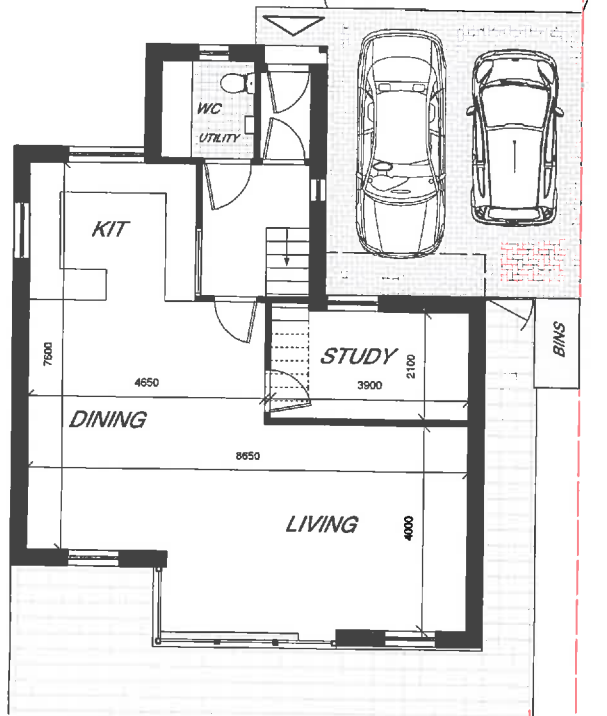 WC
UTILITY
KIT
BINS
STUDY
7600
2100
4650
3900
DINING
8650
LIVING
4000